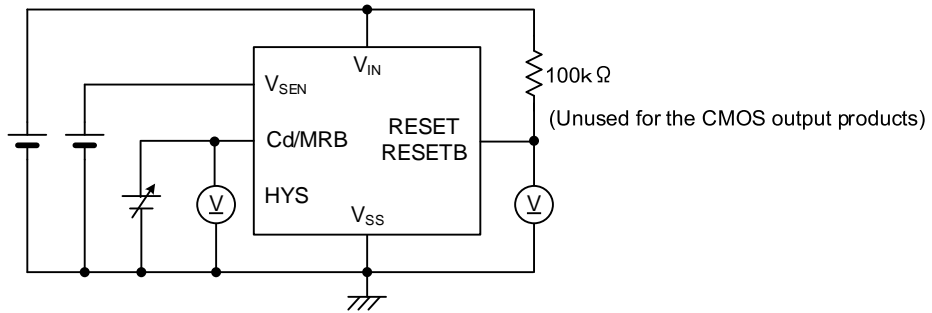 V_IN
V_SEN
100kΩ
(Unused for the CMOS output products)
Cd/MRB
RESET
RESETB
HYS
V
V
V_SS